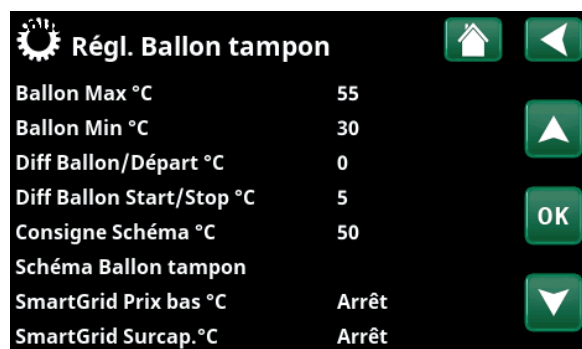 Régl. Ballon tampon
Ballon Max °C 55
Ballon Min °C 30
Diff Ballon/Départ °C 0
Diff Ballon Start/Stop °C 5
OK
Consigne Schéma °C 50
Schéma Ballon tampon
SmartGrid Prix bas °C Arrêt
SmartGrid Surcap.°C Arrêt